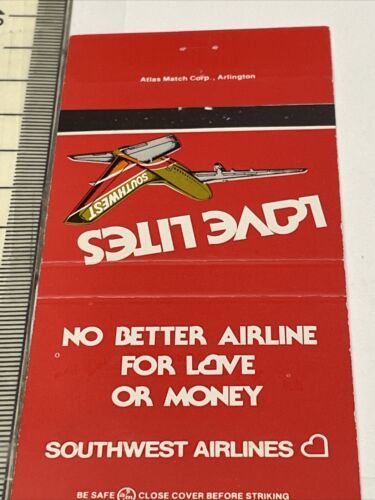 Atlas Match Corp., Arlington
SOUTHWEST
LOVE LITES
NO BETTER AIRLINE
FOR LOVE
OR MONEY
SOUTHWEST AIRLINES
BE SAFE CLOSE COVER BEFORE STRIKING